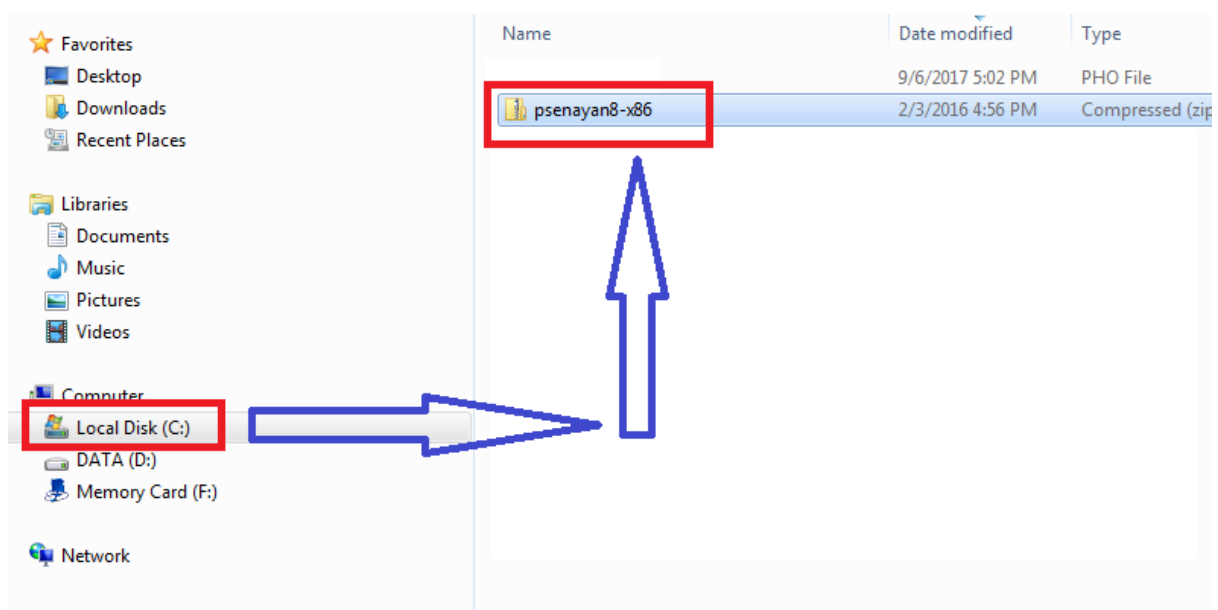 Favorites
Desktop
Downloads
Recent Places
Libraries
Documents
Music
Pictures
Videos
Computer
Local Disk (C:)
DATA (D:)
Memory Card (F:)
Network
Name Date modified Type
9/6/2017 5:02 PM PHO File
psenayan8-x86 2/3/2016 4:56 PM Compressed (zip